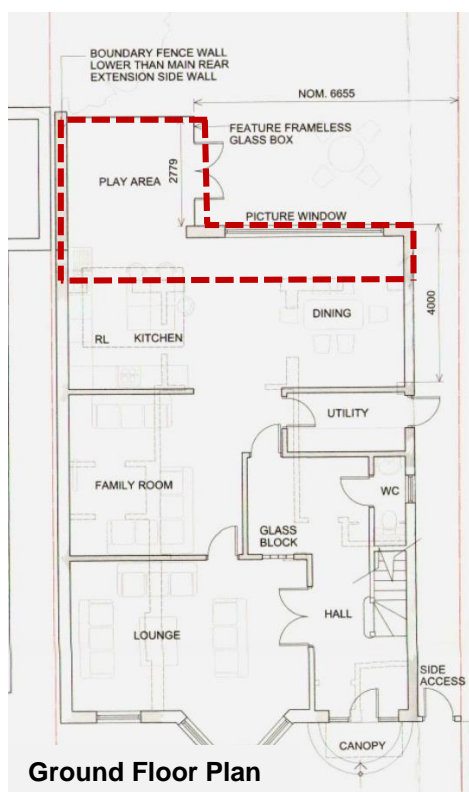 BOUNDARY FENCE WALL
LOWER THAN MAIN REAR
EXTENSION SIDE WALL
NOM. 6655
FEATURE FRAMELESS
GLASS BOX
PLAY AREA
2779
PICTURE WINDOW
4000
DINING
RL
KITCHEN
UTILITY
FAMILY ROOM
WC
GLASS
BLOCK
LOUNGE
HALL
SIDE
ACCESS
CANOPY
Ground Floor Plan